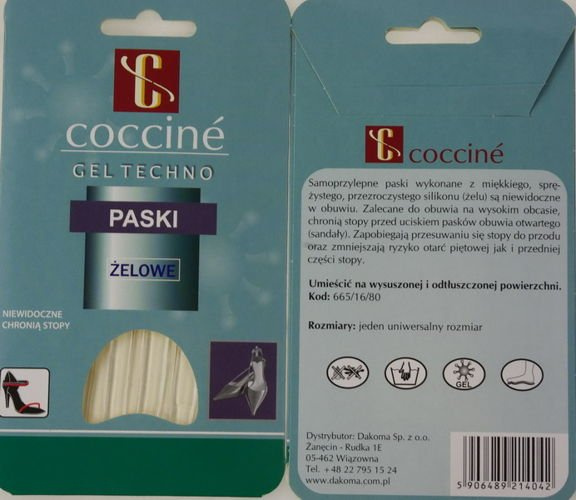 C
cocciné
GEL TECHNO
PASKI
ŻELOWE
NIEWIDOCZNE
CHRONIĄ STOPY
C cocciné
Samoprzylepne paski wykonane z miękkiego, sprę-
żystego, przezroczystego silikonu (żelu) są niewidoczne
w obuwiu. Zalecane do obuwia na wysokim obcasie,
chronią stopy przed uciskiem pasków obuwia otwartego
(sandały). Zapobiegają przesuwaniu się stopy do przodu
oraz zmniejszają ryzyko otarć piętowej jak i przedniej
części stopy.
Umieścić na wysuszonej i odtłuszczonej powierzchni.
Kod: 665/16/80
Rozmiary: jeden uniwersalny rozmiar
GEL
Dystrybutor: Dakoma Sp. z o.o.
Żanęcin - Rudka 1E
05-462 Wiązowna
Tel. +48 22 795 15 24
www.dakoma.com.pl
5 906489 214042